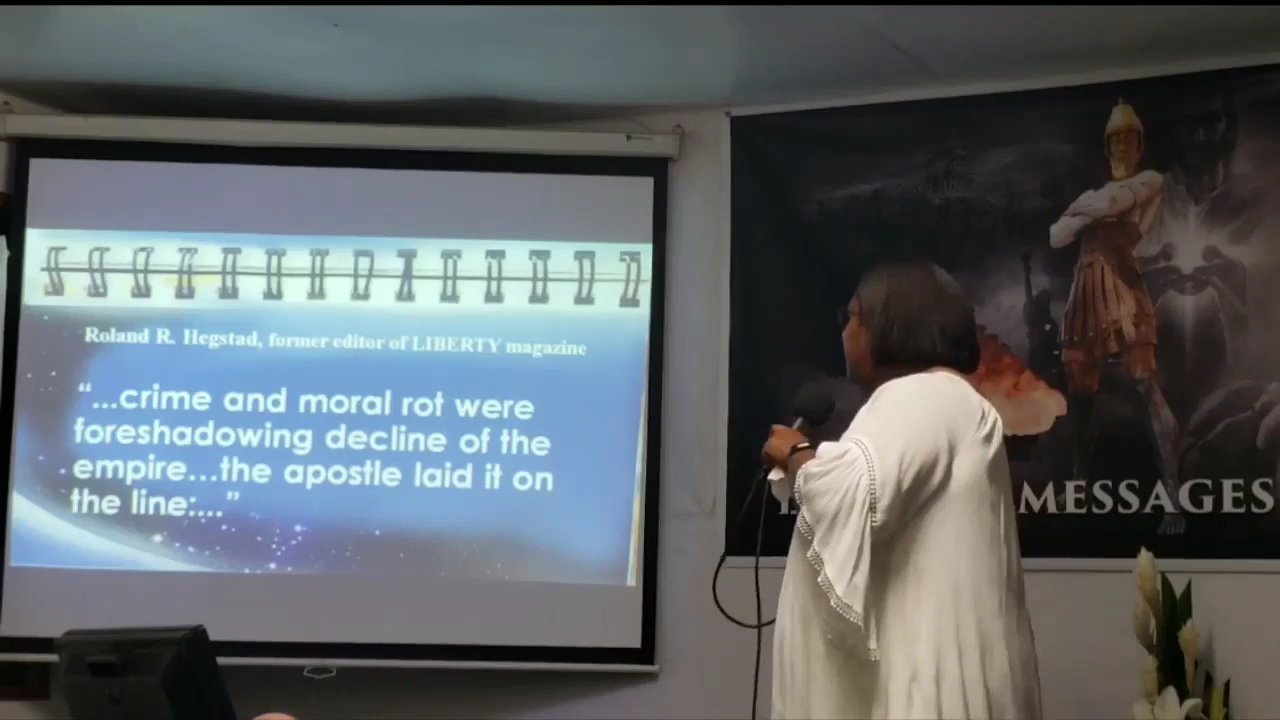 Roland R. Hegstad, former editor of LIBERTY magazine
“...crime and moral rot were
foreshadowing decline of the
empire...the apostle laid it on
the line:...”
MESSAGES